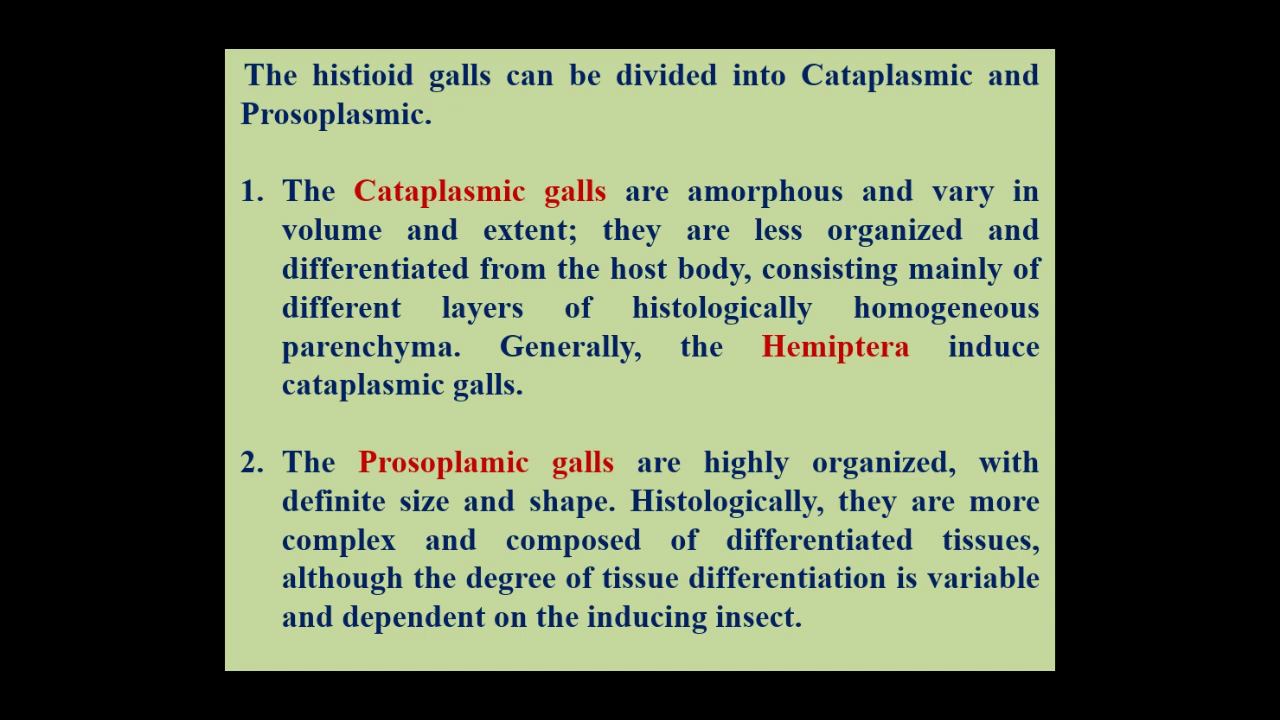 The histioid galls can be divided into Cataplasmic and
Prosoplasmic.
1. The Cataplasmic galls are amorphous and vary in
volume and extent; they are less organized and
differentiated from the host body, consisting mainly of
different layers of histologically homogeneous
parenchyma. Generally, the Hemiptera induce
cataplasmic galls.
2. The Prosoplamic galls are highly organized, with
definite size and shape. Histologically, they are more
complex and composed of differentiated tissues,
although the degree of tissue differentiation is variable
and dependent on the inducing insect.